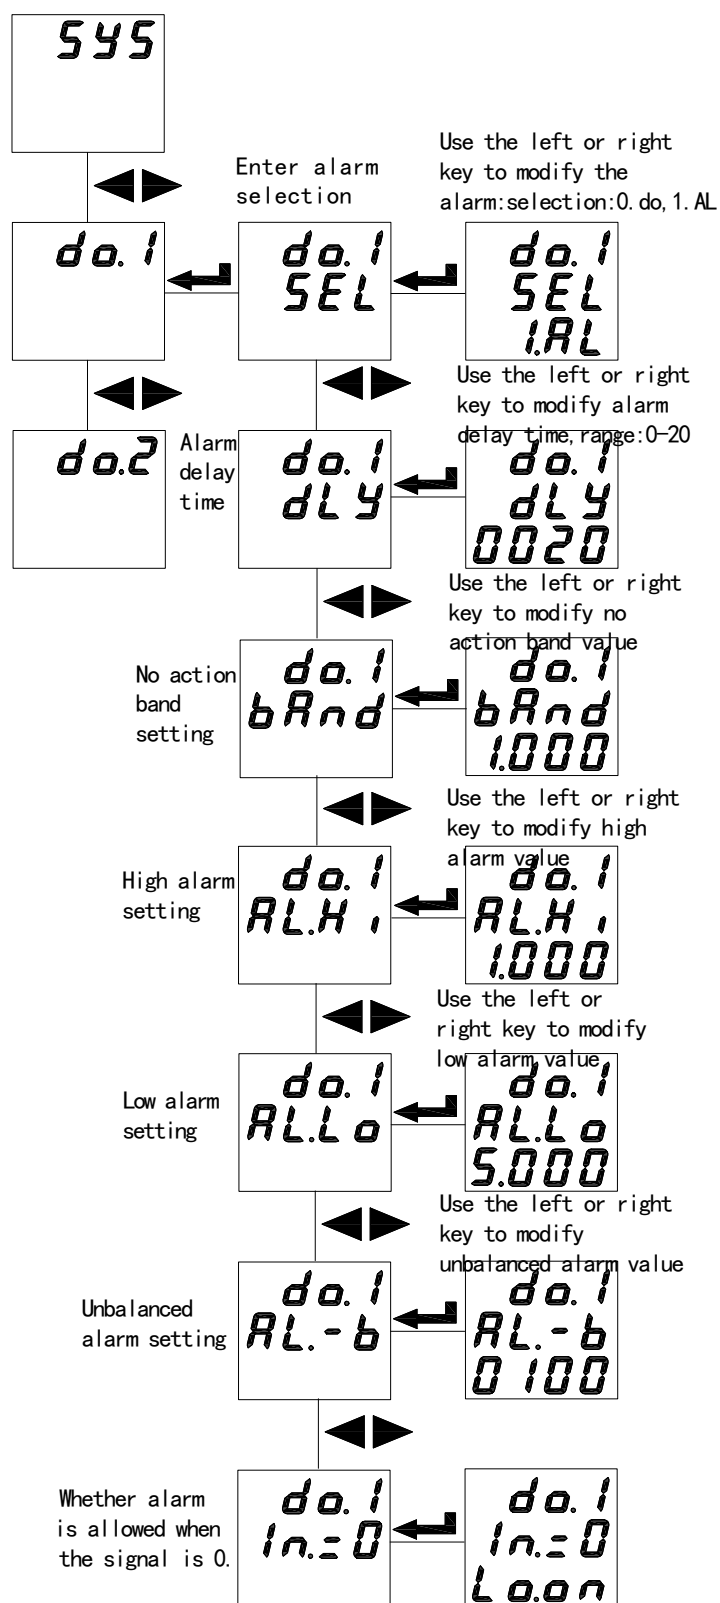 SYS
Enter alarm
selection
Use the left or right
key to modify the
alarm:selection:0.do,1.AL
do.1
do.1
SEL
do.1
SEL
1.AL
Use the left or right
key to modify alarm
delay time,range:0-20
do.2
Alarm
delay
time
do.1
dLY
do.1
dLY
0020
Use the left or right
key to modify no
action band value
No action
band
setting
do.1
bAnd
do.1
bAnd
1.000
Use the left or right
key to modify high
alarm value
High alarm
setting
do.1
AL.Hi
do.1
AL.Hi
1.000
Use the left or
right key to modify
low alarm value
Low alarm
setting
do.1
AL.Lo
do.1
AL.Lo
5.000
Use the left or right
key to modify
unbalanced alarm value
Unbalanced
alarm setting
do.1
AL.-b
do.1
AL.-b
0100
Whether alarm
is allowed when
the signal is 0.
do.1
in.=0
do.1
in.=0
Lo.on